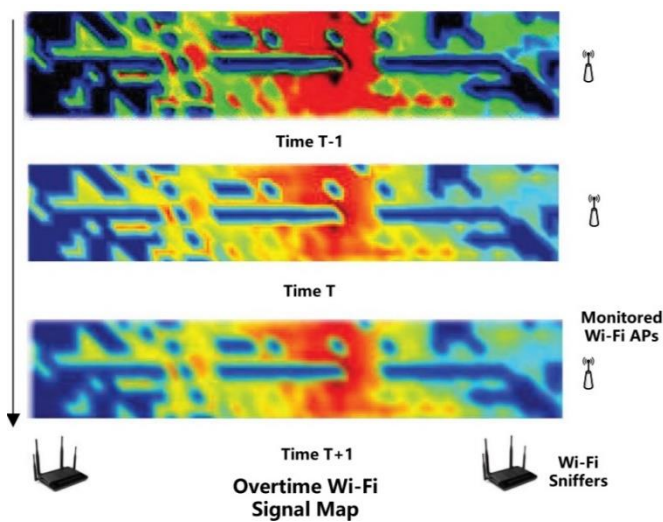 Time T-1
Time T
Monitored
Wi-Fi APs
Time T+1
Wi-Fi
Sniffers
Overtime Wi-Fi
Signal Map